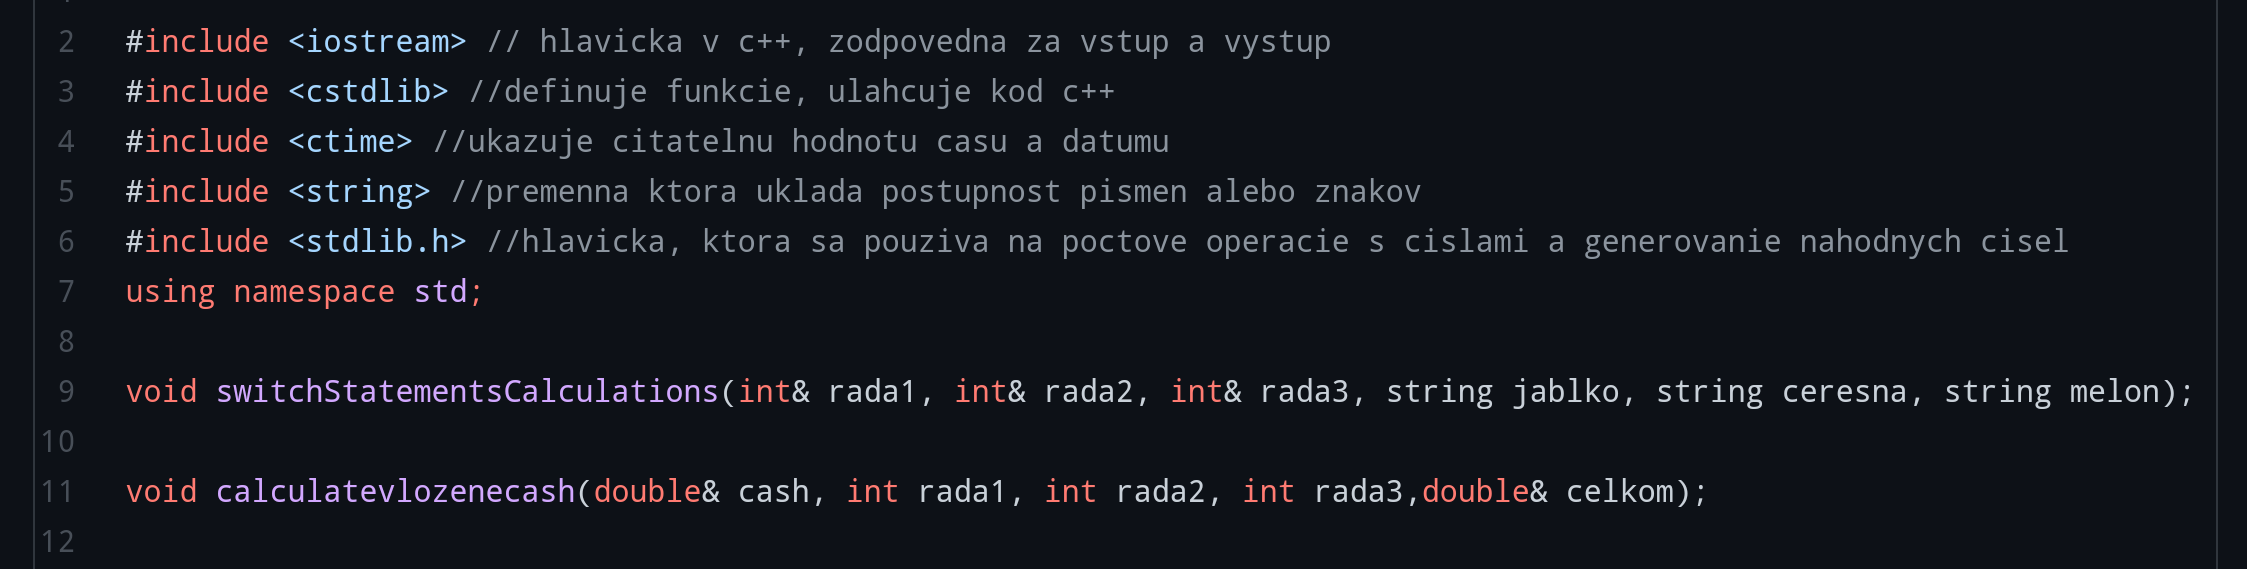 2 #include <iostream> // hlavicka v c++, zodpovedna za vstup a vystup
3 #include <cstdlib> //definuje funkcie, ulahcuje kod c++
4 #include <ctime> //ukazuje citatelnu hodnotu casu a datumu
5 #include <string> //premenna ktora uklada postupnost pismen alebo znakov
6 #include <stdlib.h> //hlavicka, ktora sa pouziva na poctove operacie s cislami a generovanie nahodnych cisel
7 using namespace std;
8
9 void switchStatementsCalculations(int& rada1, int& rada2, int& rada3, string jablko, string ceresna, string melon);
10
11 void calculatevlozenecash(double& cash, int rada1, int rada2, int rada3,double& celkom);
12